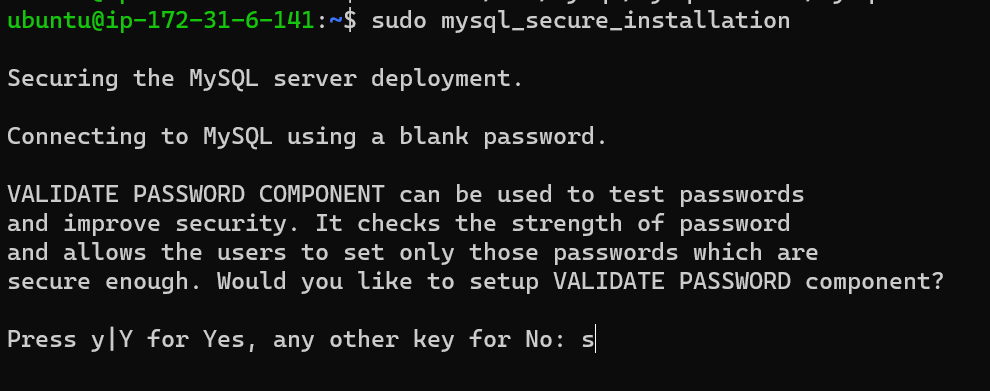 ubuntu@ip-172-31-6-141:~$ sudo mysql_secure_installation
Securing the MySQL server deployment.
Connecting to MySQL using a blank password.
VALIDATE PASSWORD COMPONENT can be used to test passwords
and improve security. It checks the strength of password
and allows the users to set only those passwords which are
secure enough. Would you like to setup VALIDATE PASSWORD component?
Press y|Y for Yes, any other key for No: s